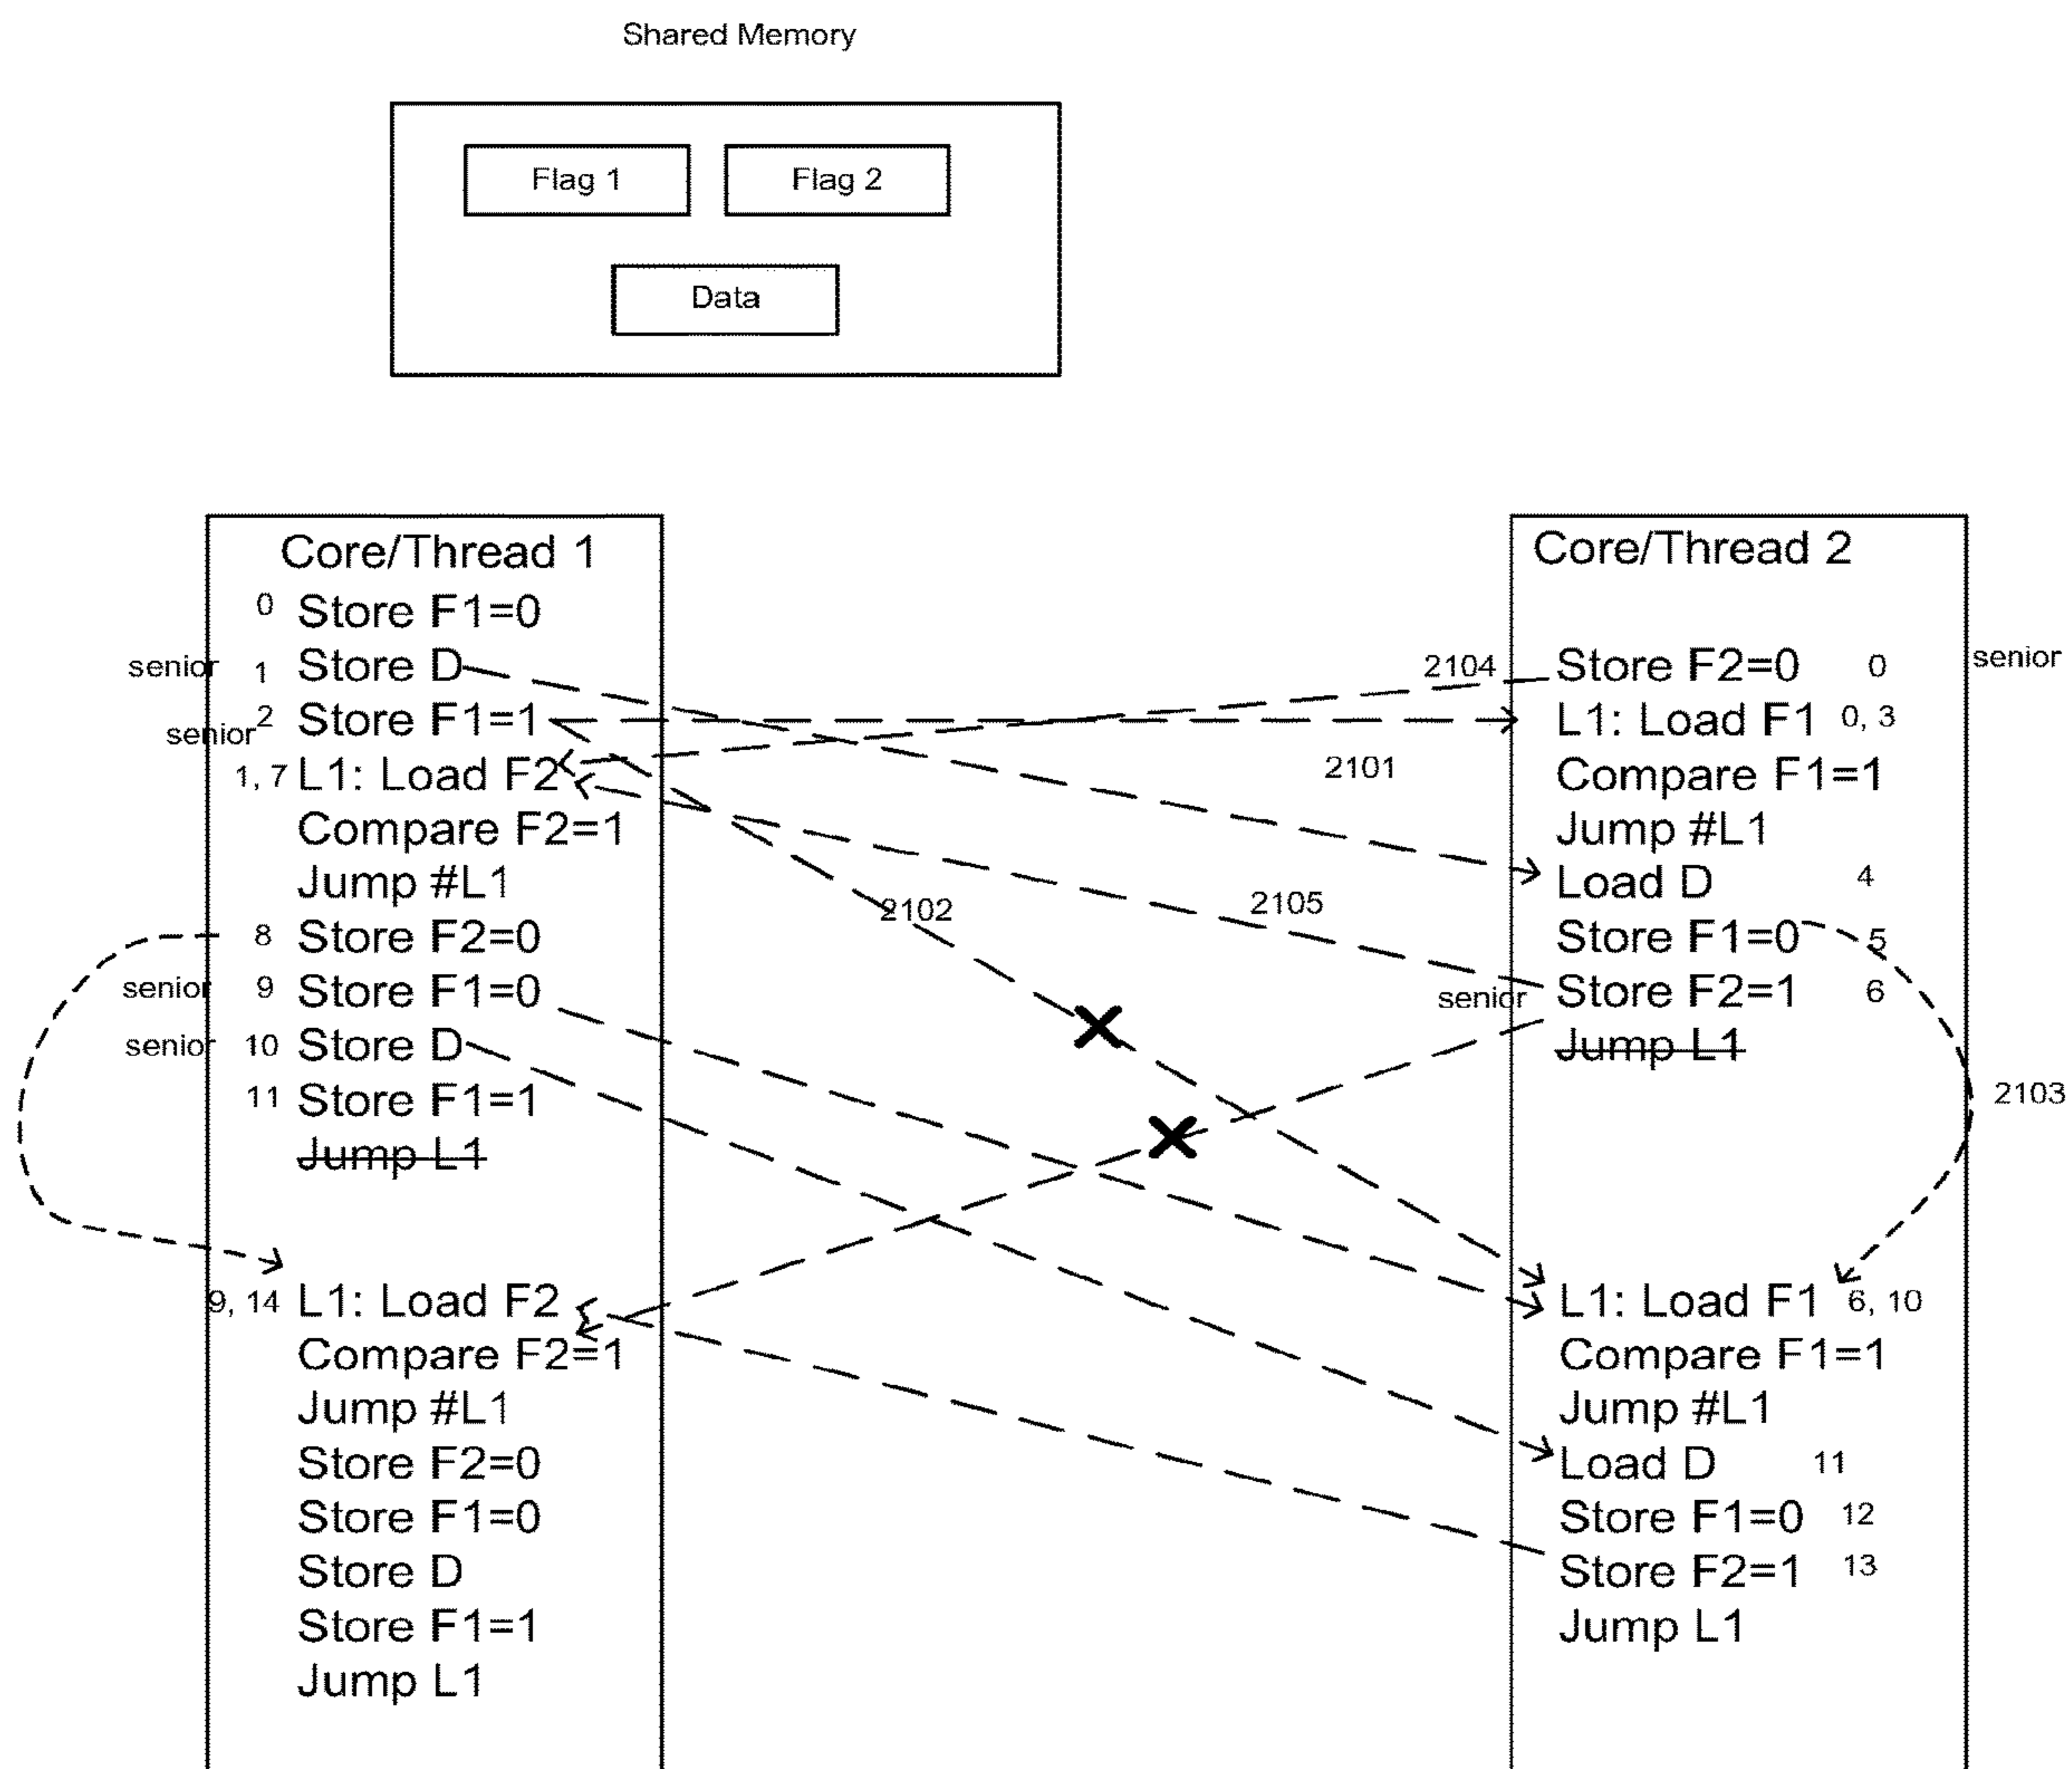 Shared Memory
Flag 1 Flag 2
Data
Core/Thread 1
0 Store F1=0
senior 1 Store D
senior 2 Store F1=1
1, 7 L1: Load F2
Compare F2=1
Jump #L1
8 Store F2=0
senior 9 Store F1=0
senior 10 Store D
11 Store F1=1
Jump L1
9, 14 L1: Load F2
Compare F2=1
Jump #L1
Store F2=0
Store F1=0
Store D
Store F1=1
Jump L1
2104
2101
2102
2105
Core/Thread 2
Store F2=0 0 senior
L1: Load F1 0, 3
Compare F1=1
Jump #L1
Load D 4
Store F1=0 5
senior Store F2=1 6
Jump L1
2103
L1: Load F1 6, 10
Compare F1=1
Jump #L1
Load D 11
Store F1=0 12
Store F2=1 13
Jump L1